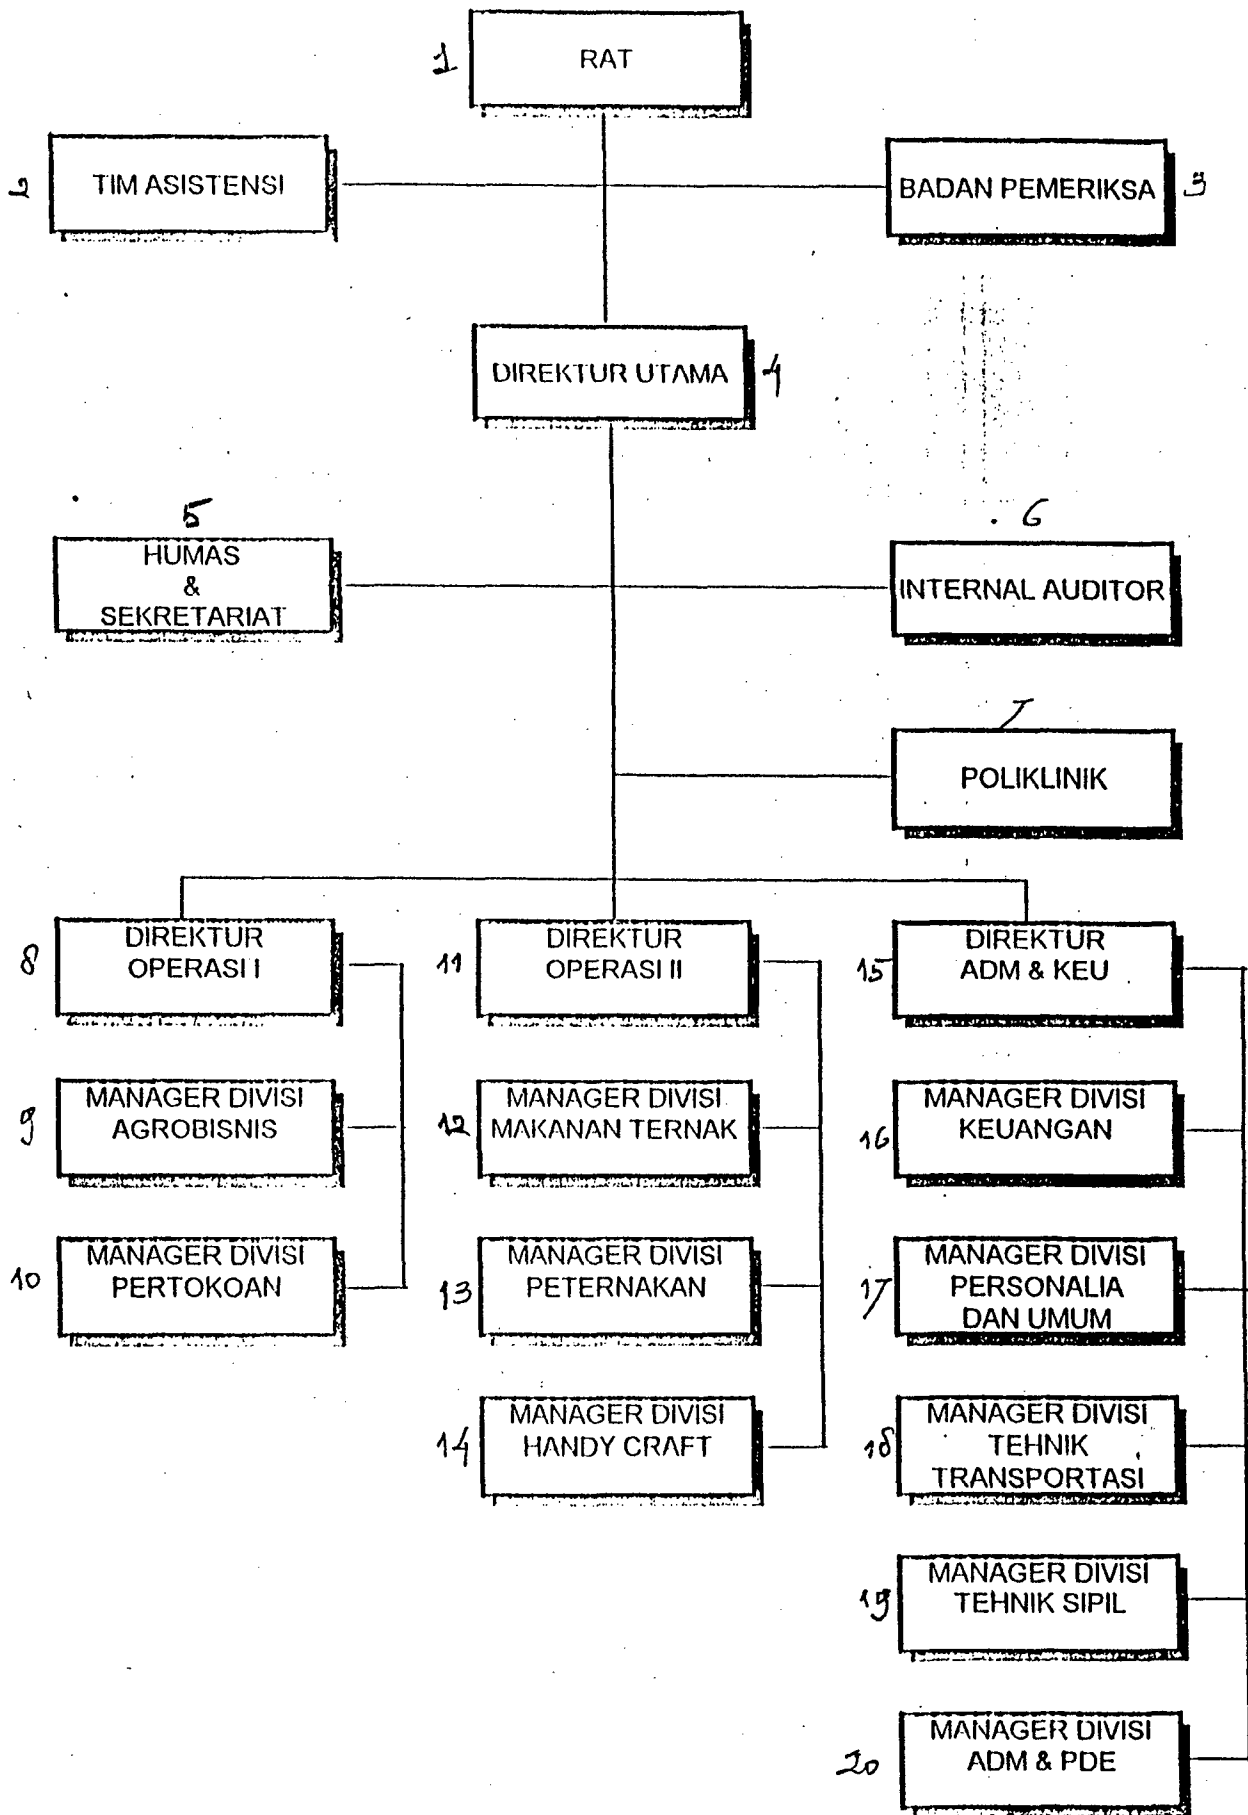 1
RAT
2
TIM ASISTENSI
BADAN PEMERIKSA
3
DIREKTUR UTAMA
4
5
HUMAS
&
SEKRETARIAT
6
INTERNAL AUDITOR
7
POLIKLINIK
8
DIREKTUR
OPERASI I
9
MANAGER DIVISI
AGROBISNIS
10
MANAGER DIVISI
PERTOKOAN
11
DIREKTUR
OPERASI II
12
MANAGER DIVISI
MAKANAN TERNAK
13
MANAGER DIVISI
PETERNAKAN
14
MANAGER DIVISI
HANDY CRAFT
15
DIREKTUR
ADM & KEU
16
MANAGER DIVISI
KEUANGAN
17
MANAGER DIVISI
PERSONALIA
DAN UMUM
18
MANAGER DIVISI
TEHNIK
TRANSPORTASI
19
MANAGER DIVISI
TEHNIK SIPIL
20
MANAGER DIVISI
ADM & PDE